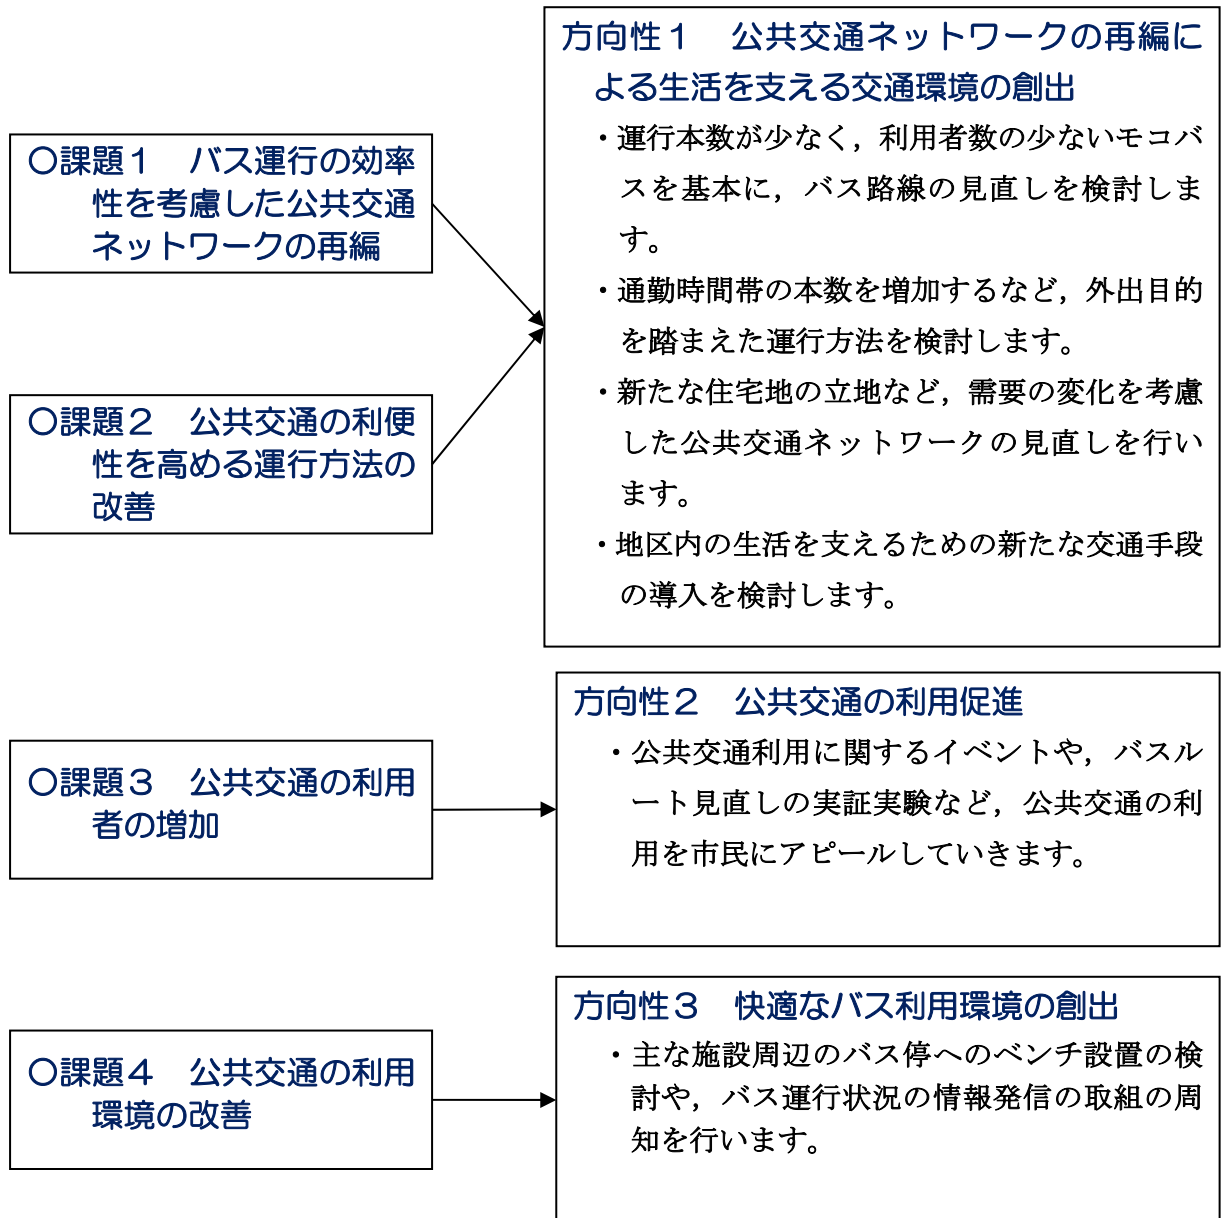 〇課題１　バス運行の効率
性を考慮した公共交通
ネットワークの再編
〇課題２　公共交通の利便
性を高める運行方法の
改善
方向性１　公共交通ネットワークの再編に
よる生活を支える交通環境の創出
・運行本数が少なく，利用者数の少ないモコバ
スを基本に，バス路線の見直しを検討しま
す。
・通勤時間帯の本数を増加するなど，外出目的
を踏まえた運行方法を検討します。
・新たな住宅地の立地など，需要の変化を考慮
した公共交通ネットワークの見直しを行い
ます。
・地区内の生活を支えるための新たな交通手段
の導入を検討します。
〇課題３　公共交通の利用
者の増加
方向性２　公共交通の利用促進
・公共交通利用に関するイベントや，バスル
ート見直しの実証実験など，公共交通の利
用を市民にアピールしていきます。
〇課題４　公共交通の利用
環境の改善
方向性３　快適なバス利用環境の創出
・主な施設周辺のバス停へのベンチ設置の検
討や，バス運行状況の情報発信の取組の周
知を行います。